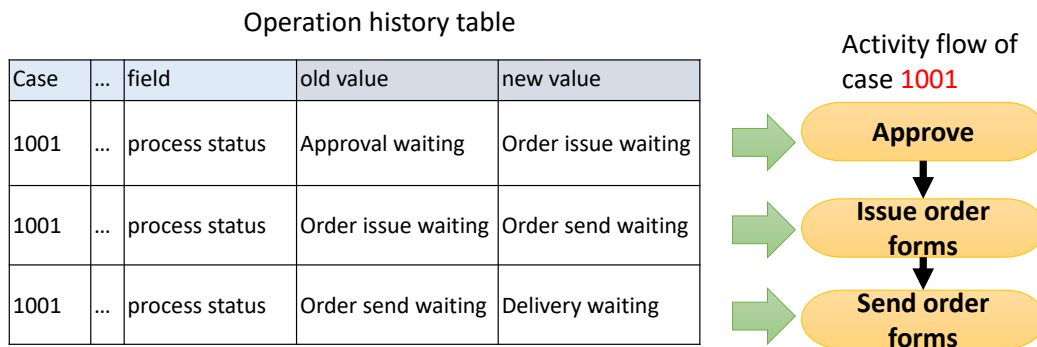 Operation history table
Activity flow of
case 1001
Case ... field old value new value
1001 ... process status Approval waiting Order issue waiting
Approve
1001 ... process status Order issue waiting Order send waiting
Issue order
forms
1001 ... process status Order send waiting Delivery waiting
Send order
forms